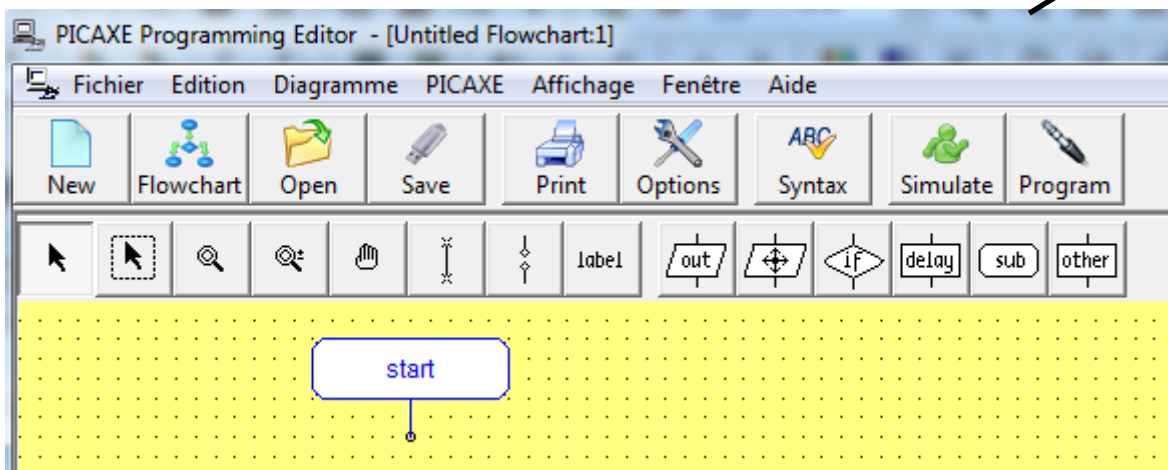 PICAXE Programming Editor - [Untitled Flowchart:1]
Fichier Edition Diagramme PICAXE Affichage Fenêtre Aide
ABC
New Flowchart Open Save Print Options Syntax Simulate Program
label out if delay sub other
start